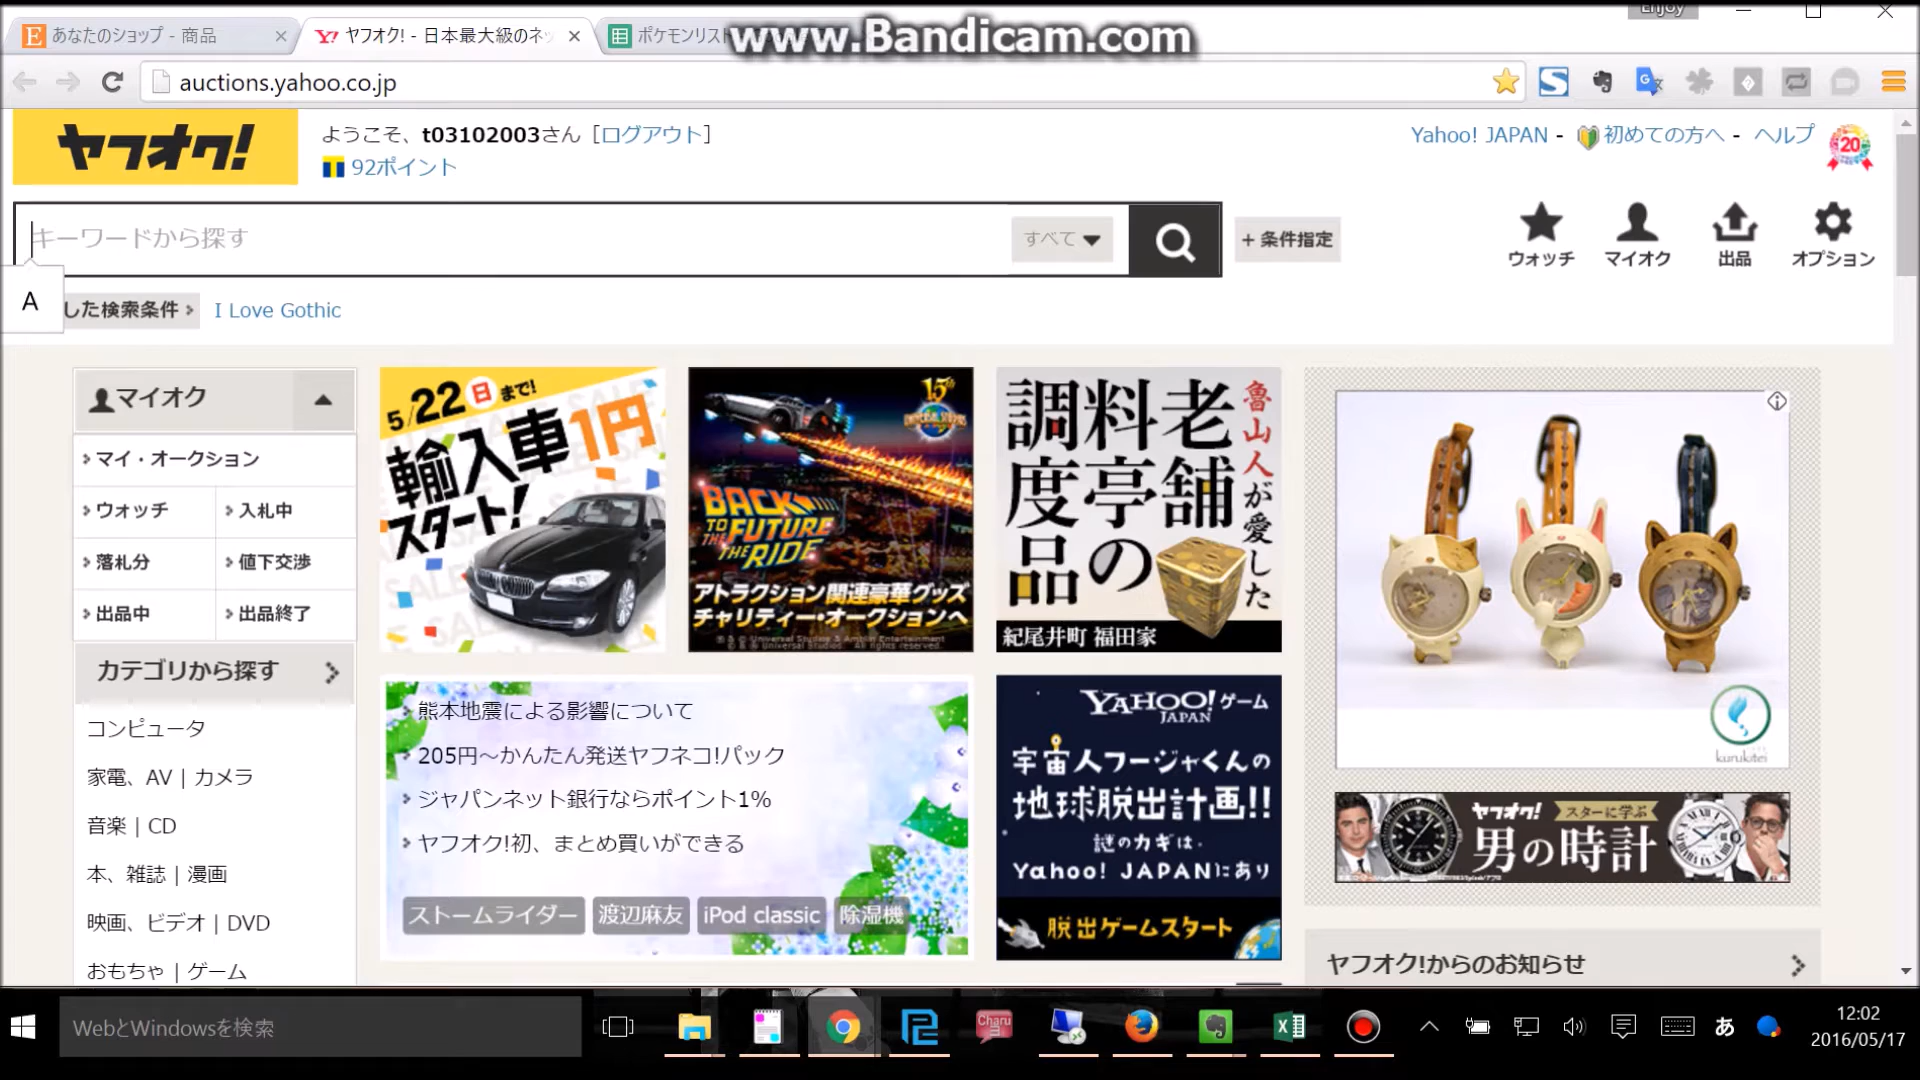 Enjoy
あなたのショップ - 商品
ヤフオク! - 日本最大級のネッ
ポケモンリスト
www.Bandicam.com
auctions.yahoo.co.jp
ヤフオク!
ようこそ、t03102003さん [ログアウト]
92ポイント
Yahoo! JAPAN - 初めての方へ - ヘルプ
20
キーワードから探す
すべて
+ 条件指定
ウォッチ
マイオク
出品
オプション
A
した検索条件
I Love Gothic
マイオク
マイ・オークション
ウォッチ
入札中
落札分
値下交渉
出品中
出品終了
カテゴリから探す
コンピュータ
家電、AV | カメラ
音楽 | CD
本、雑誌 | 漫画
映画、ビデオ | DVD
おもちゃ | ゲーム
5/22日まで!
輸入車1円
スタート!
15th
BACK TO THE FUTURE THE RIDE
アトラクション関連豪華グッズ
チャリティー・オークションへ
魯山人が愛した
老舗
料亭の
調度品
紀尾井町 福田家
熊本地震による影響について
205円～かんたん発送ヤフネコ!パック
ジャパンネット銀行ならポイント1%
ヤフオク!初、まとめ買いができる
ストームライダー
渡辺麻友
iPod classic
除湿機
YAHOO! JAPAN ゲーム
宇宙人フージャくんの
地球脱出計画!!
謎のカギは
Yahoo! JAPANにあり
脱出ゲームスタート
kurukitei
ヤフオク! スターに学ぶ
男の時計
ヤフオク!からのお知らせ
WebとWindowsを検索
Charu
あ
12:02
2016/05/17